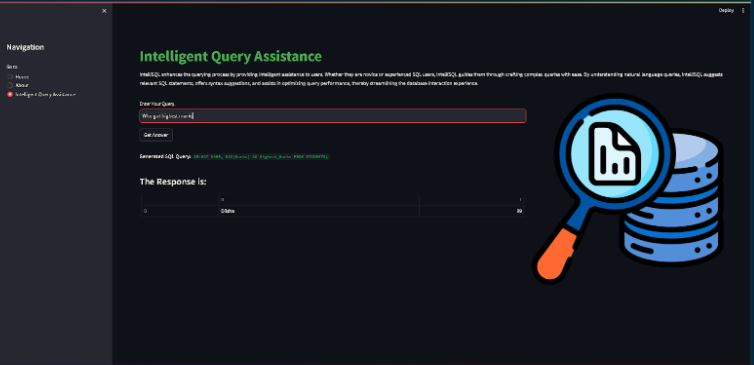 Deploy
Navigation
Go to
Home
About
Intelligent Query Assistance
Intelligent Query Assistance
IntelliSQL enhances the querying process by providing intelligent assistance to users. Whether they are novice or experienced SQL users, IntelliSQL guides them through crafting complex queries with ease. By understanding natural language queries, IntelliSQL suggests
relevant SQL statements, offers syntax suggestions, and assists in optimizing query performance, thereby streamlining the database interaction experience.
Enter Your Query:
Who got highest marks
Get Answer
Generated SQL Query: SELECT NAME, MAX(Marks) AS Highest_Marks FROM STUDENTS;
The Response is:
0 1
0